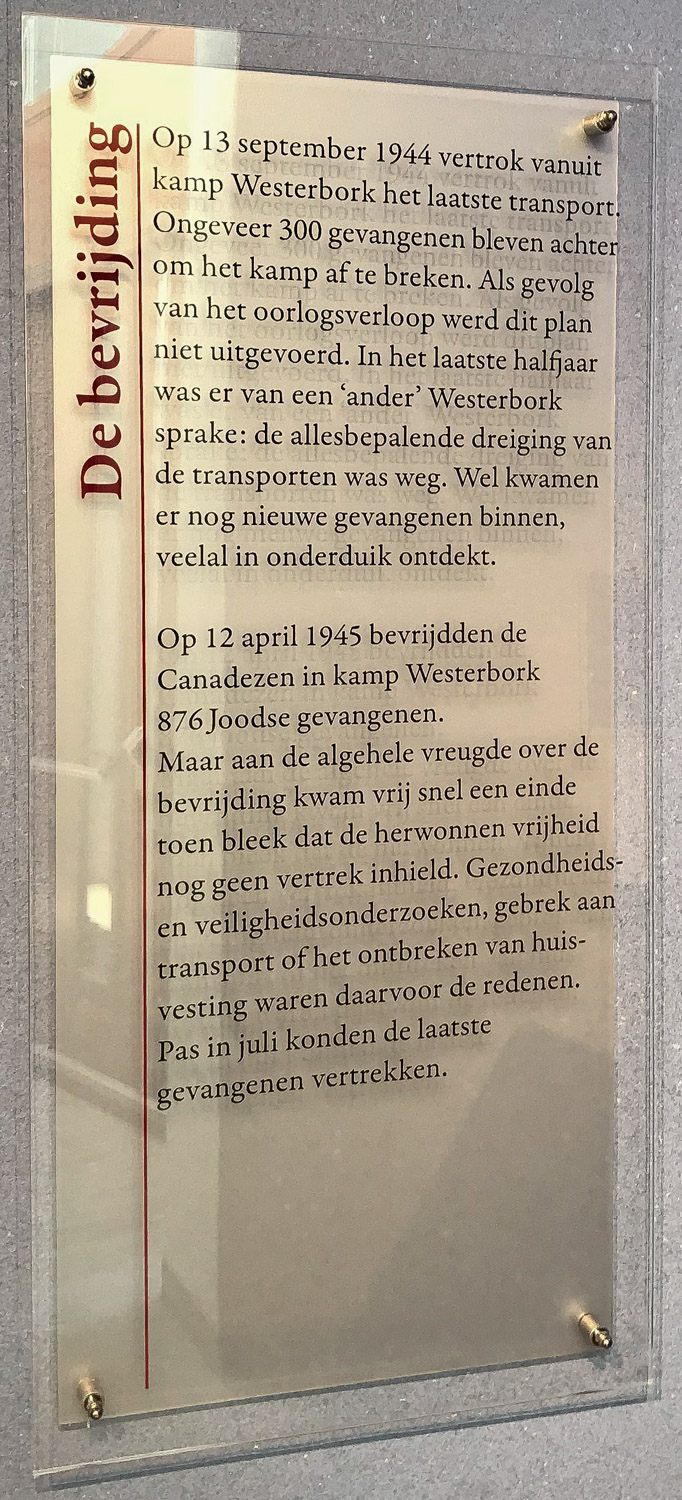 De bevrijding
Op 13 september 1944 vertrok vanuit
kamp Westerbork het laatste transport.
Ongeveer 300 gevangenen bleven achter
om het kamp af te breken. Als gevolg
van het oorlogsverloop werd dit plan
niet uitgevoerd. In het laatste halfjaar
was er van een ‘ander’ Westerbork
sprake: de allesbepalende dreiging van
de transporten was weg. Wel kwamen
er nog nieuwe gevangenen binnen,
veelal in onderduik ontdekt.

Op 12 april 1945 bevrijdden de
Canadezen in kamp Westerbork
876 Joodse gevangenen.
Maar aan de algehele vreugde over de
bevrijding kwam vrij snel een einde
toen bleek dat de herwonnen vrijheid
nog geen vertrek inhield. Gezondheids-
en veiligheidsonderzoeken, gebrek aan
transport of het ontbreken van huis-
vesting waren daarvoor de redenen.
Pas in juli konden de laatste
gevangenen vertrekken.